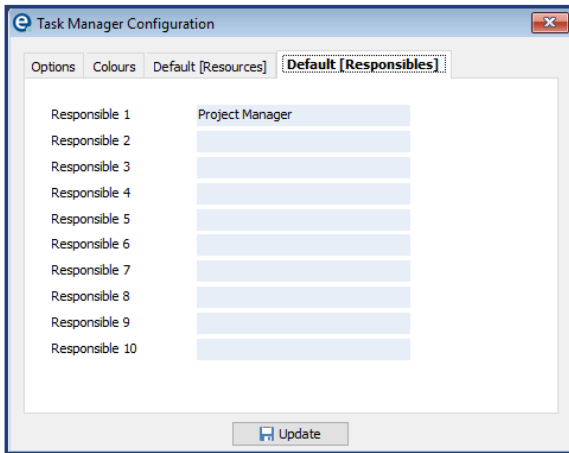 Task Manager Configuration
Options Colours Default [Resources] Default [Responsibles]
Responsible 1 Project Manager
Responsible 2
Responsible 3
Responsible 4
Responsible 5
Responsible 6
Responsible 7
Responsible 8
Responsible 9
Responsible 10
Update